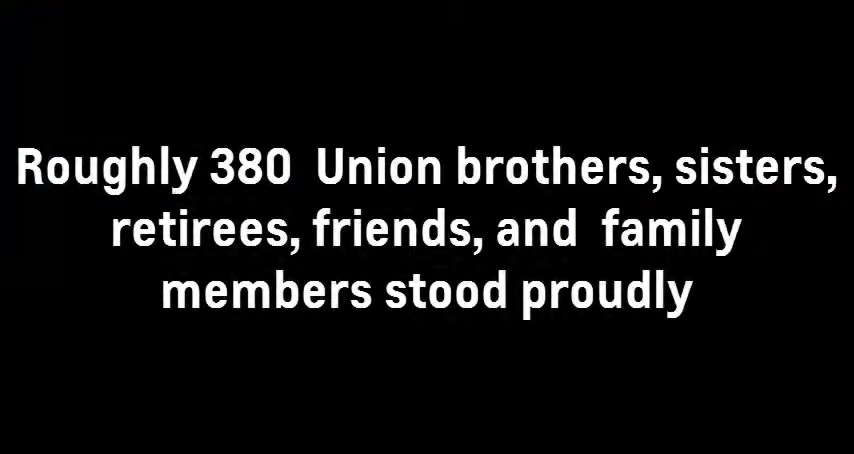 Roughly 380  Union brothers, sisters,
retirees, friends, and  family
members stood proudly